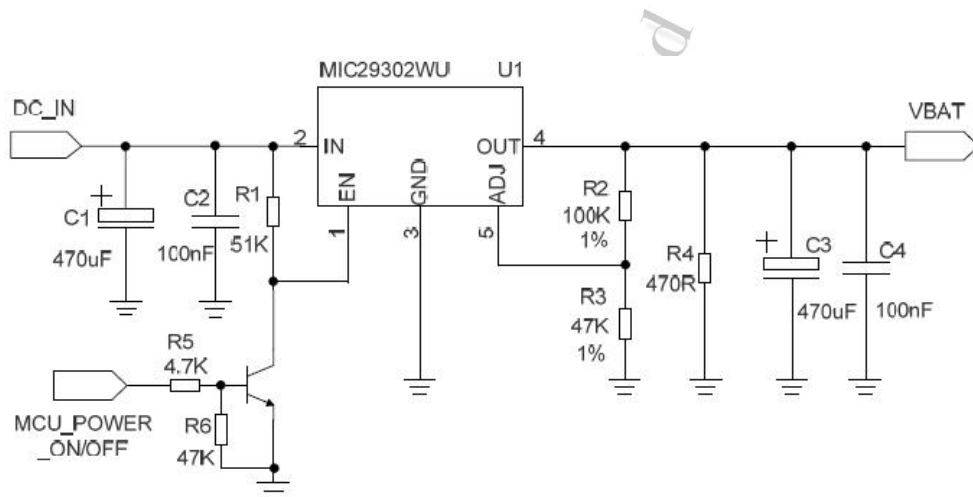 d
MIC29302WU U1
DC_IN
VBAT
2 IN
OUT 4
EN
GND
ADJ
1
3
5
C1
470uF
C2
100nF
R1
51K
R2
100K
1%
R3
47K
1%
R4
470R
C3
470uF
C4
100nF
R5
4.7K
MCU_POWER
_ON/OFF
R6
47K